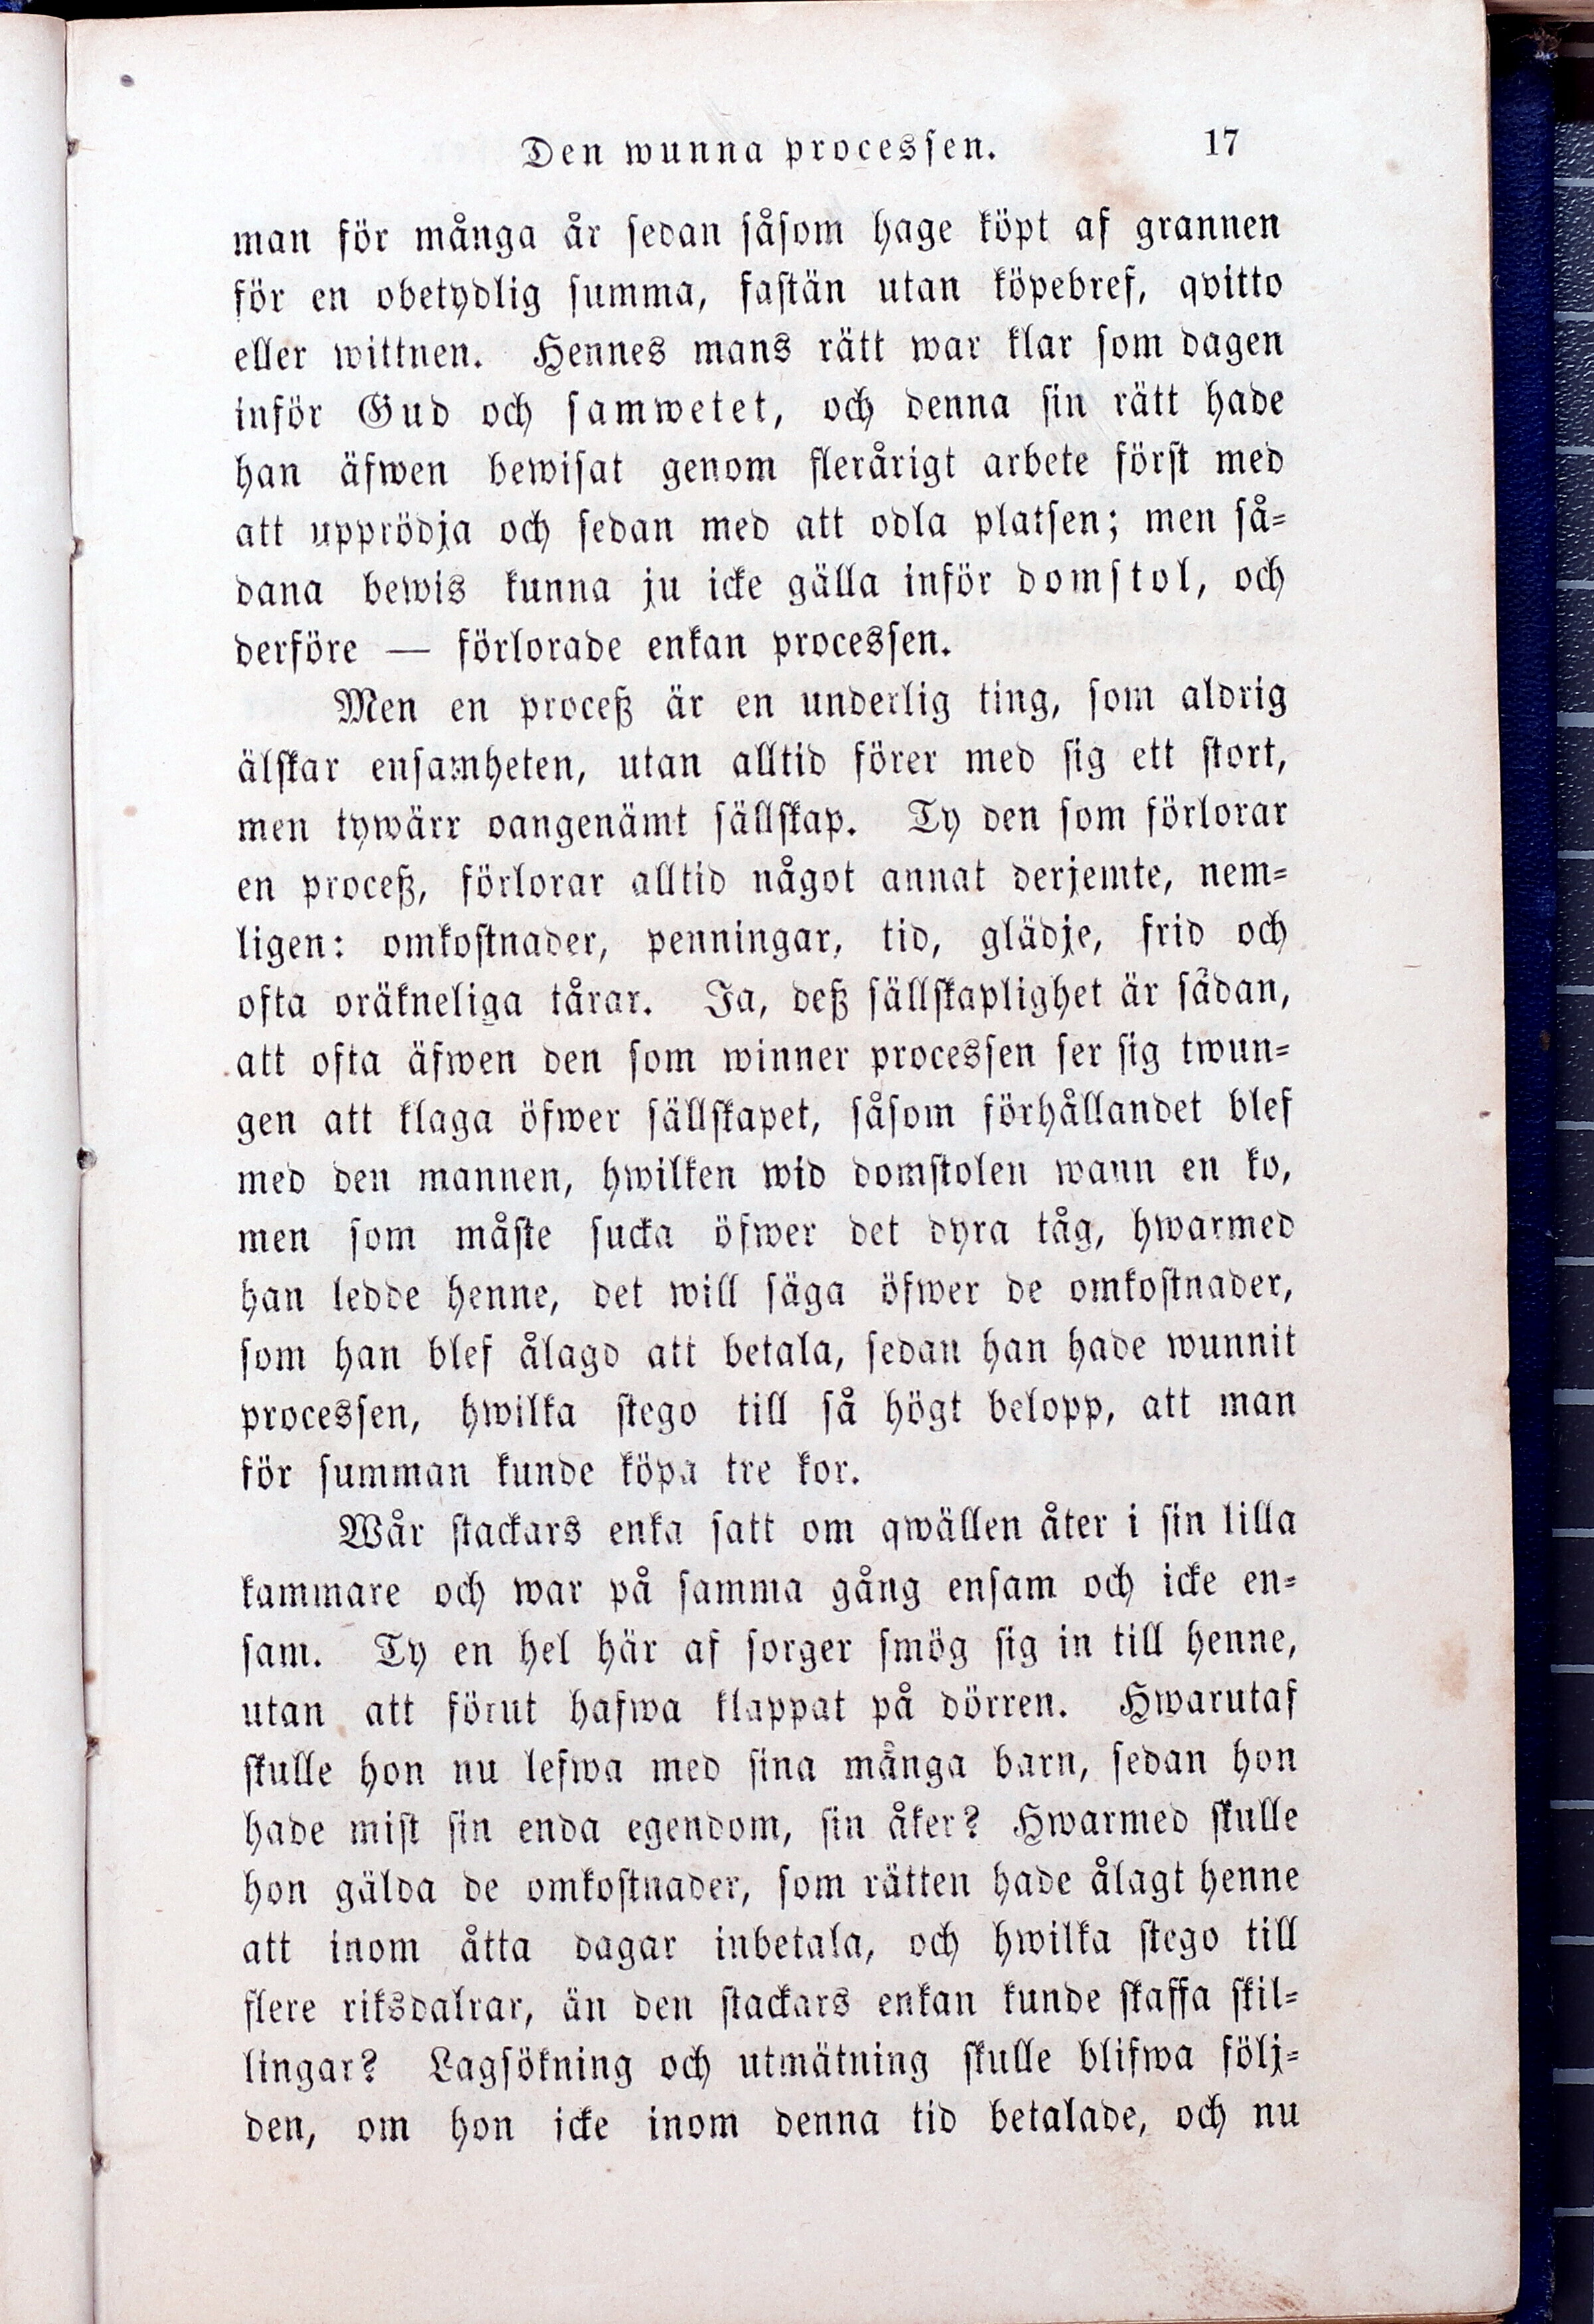 Den wunna processen. 17
man för många år sedan såsom hage köpt af grannen
för en obetydlig summa, fastän utan köpebref, qvitto
eller wittnen. Hennes mans rätt war klar som dagen
inför Gud och samwetet, och denna sin rätt hade
han äfwen bewisat genom flerårigt arbete först med
att upprödja och sedan med att odla platsen; men så-
dana bewis kunna ju icke gälla inför domstol, och
derföre — förlorade enkan processen.
Men en proceß är en underlig ting, som aldrig
älskar ensamheten, utan alltid förer med sig ett stort,
men tywärr oangenämt sällskap. Ty den som förlorar
en proceß, förlorar alltid något annat derjemte, nem-
ligen: omkostnader, penningar, tid, glädje, frid och
ofta oräkneliga tårar. Ja, deß sällskaplighet är sådan,
att ofta äfwen den som winner processen ser sig twun-
gen att klaga öfwer sällskapet, såsom förhållandet blef
med den mannen, hwilken wid domstolen wann en ko,
men som måste sucka öfwer det dyra tåg, hwarmed
han ledde henne, det will säga öfwer de omkostnader,
som han blef ålagd att betala, sedan han hade wunnit
processen, hwilka stego till så högt belopp, att man
för summan kunde köpa tre kor.
Wår stackars enka satt om qwällen åter i sin lilla
kammare och war på samma gång ensam och icke en-
sam. Ty en hel här af sorger smög sig in till henne,
utan att förut hafwa klappat på dörren. Hwarutaf
skulle hon nu lefwa med sina många barn, sedan hon
hade mist sin enda egendom, sin åker? Hwarmed skulle
hon gälda de omkostnader, som rätten hade ålagt henne
att inom åtta dagar inbetala, och hwilka stego till
flere riksdalrar, än den stackars enkan kunde skaffa skil-
lingar? Lagsökning och utmätning skulle blifwa följ-
den, om hon icke inom denna tid betalade, och nu